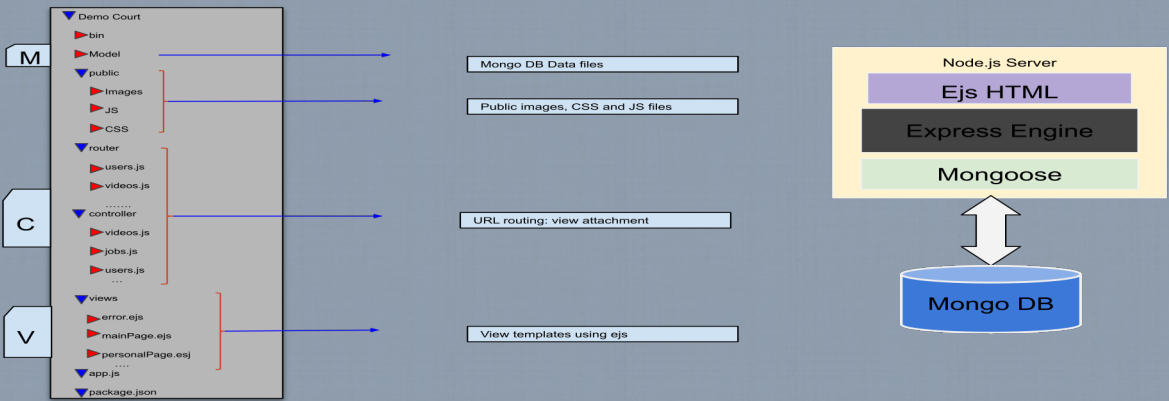 Demo Court
bin
M
Model
public
Images
JS
CSS
router
users.js
videos.js
.......
C
controller
videos.js
jobs.js
users.js
...
views
error.ejs
V
mainPage.ejs
personalPage.esj
....
app.js
package.json
Mongo DB Data files
Public images, CSS and JS files
URL routing: view attachment
View templates using ejs
Node.js Server
Ejs HTML
Express Engine
Mongoose
Mongo DB